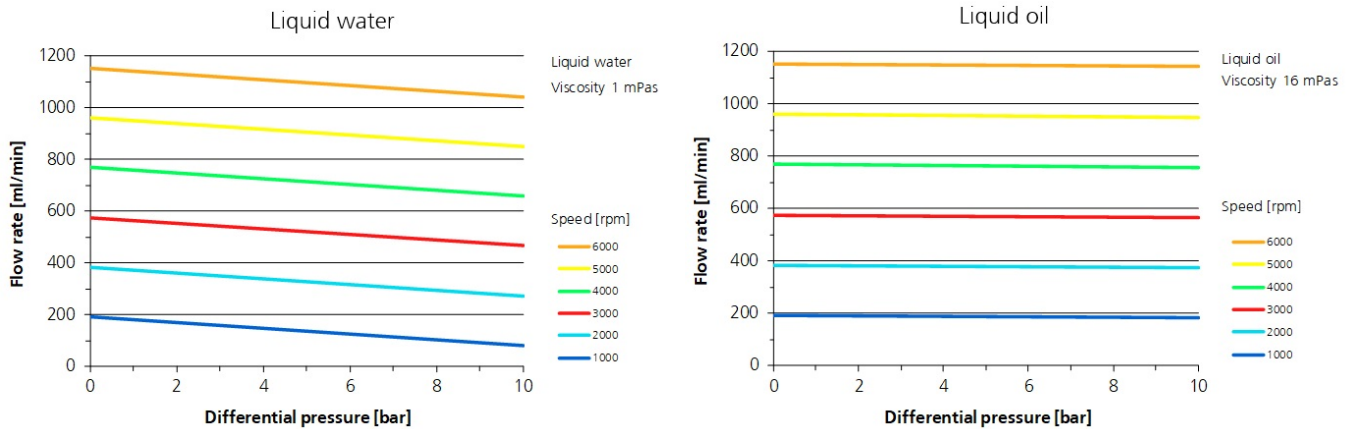 Liquid water
1200
1000
800
600
400
200
0
Flow rate [ml/min]
0 2 4 6 8 10
Differential pressure [bar]
Liquid water
Viscosity 1 mPas
Speed [rpm]
6000
5000
4000
3000
2000
1000
Liquid oil
1200
1000
800
600
400
200
0
Flow rate [ml/min]
0 2 4 6 8 10
Differential pressure [bar]
Liquid oil
Viscosity 16 mPas
Speed [rpm]
6000
5000
4000
3000
2000
1000